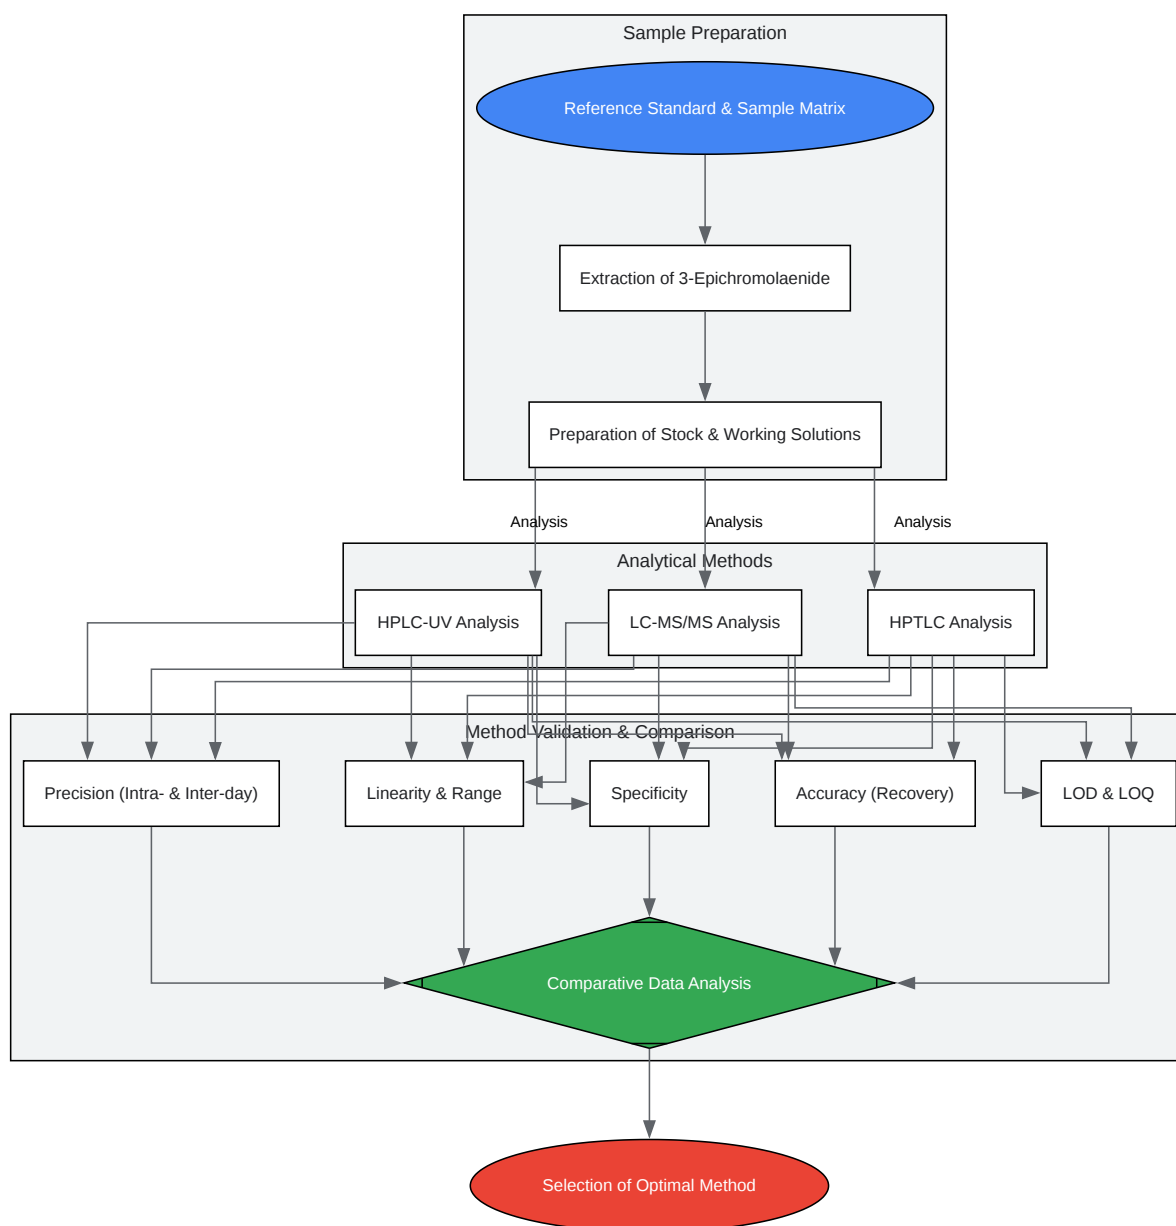 Sample Preparation
Reference Standard & Sample Matrix
Extraction of 3-Epichromolaenide
Preparation of Stock & Working Solutions
Analysis
Analysis
Analysis
Analytical Methods
HPLC-UV Analysis
LC-MS/MS Analysis
HPTLC Analysis
Method Validation & Comparison
Precision (Intra- & Inter-day)
Linearity & Range
Specificity
Accuracy (Recovery)
LOD & LOQ
Comparative Data Analysis
Selection of Optimal Method